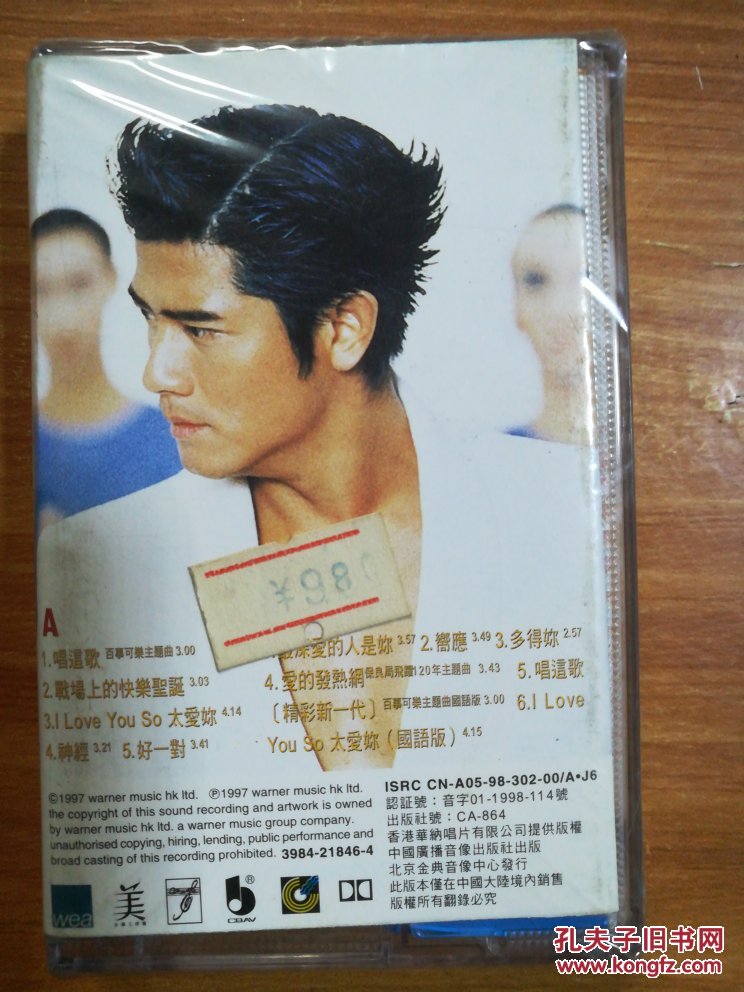 ¥980
A
1.唱這歌 百事可樂主題曲 3.00
2.戰場上的快樂聖誕 3.03
3.I Love You So 太愛妳 4.14
4.神經 3.21 5.好一對 3.41
深愛的人是妳 3.57 2.嚮應 3.49 3.多得妳 2.57
4.愛的發熱網 保良局飛躍120年主題曲 3.43 5.唱這歌
〔精彩新一代〕百事可樂主題曲國語版 3.00 6.I Love
You So 太愛妳（國語版）4.15
©1997 warner music hk ltd. ℗1997 warner music hk ltd.
the copyright of this sound recording and artwork is owned
by warner music hk ltd. a warner music group company.
unauthorised copying, hiring, lending, public performance and
broad casting of this recording prohibited. 3984-21846-4
ISRC CN-A05-98-302-00/A•J6
認証號：音字01-1998-114號
出版社號：CA-864
香港華納唱片有限公司提供版權
中國廣播音像出版社出版
北京金典音像中心發行
此版本僅在中國大陸境內銷售
版權所有翻錄必究
wea
美
CBAV
孔夫子旧书网
www.kongfz.com